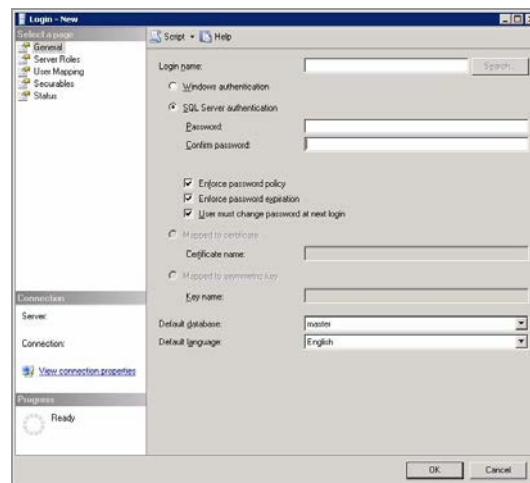 Login - New
Select a page
General
Server Roles
User Mapping
Securables
Status
Script
Help
Login name:
Search...
Windows authentication
SQL Server authentication
Password:
Confirm password:
Enforce password policy
Enforce password expiration
User must change password at next login
Mapped to certificate
Certificate name:
Mapped to asymmetric key
Key name:
Default database:
master
Default language:
English
Connection
Server:
Connection:
View connection properties
Progress
Ready
OK
Cancel